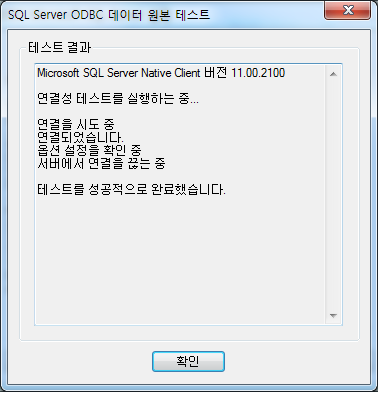 SQL Server ODBC 데이터 원본 테스트
테스트 결과
Microsoft SQL Server Native Client 버전 11.00.2100
연결성 테스트를 실행하는 중...
연결을 시도 중
연결되었습니다.
옵션 설정을 확인 중
서버에서 연결을 끊는 중
테스트를 성공적으로 완료했습니다.
확인